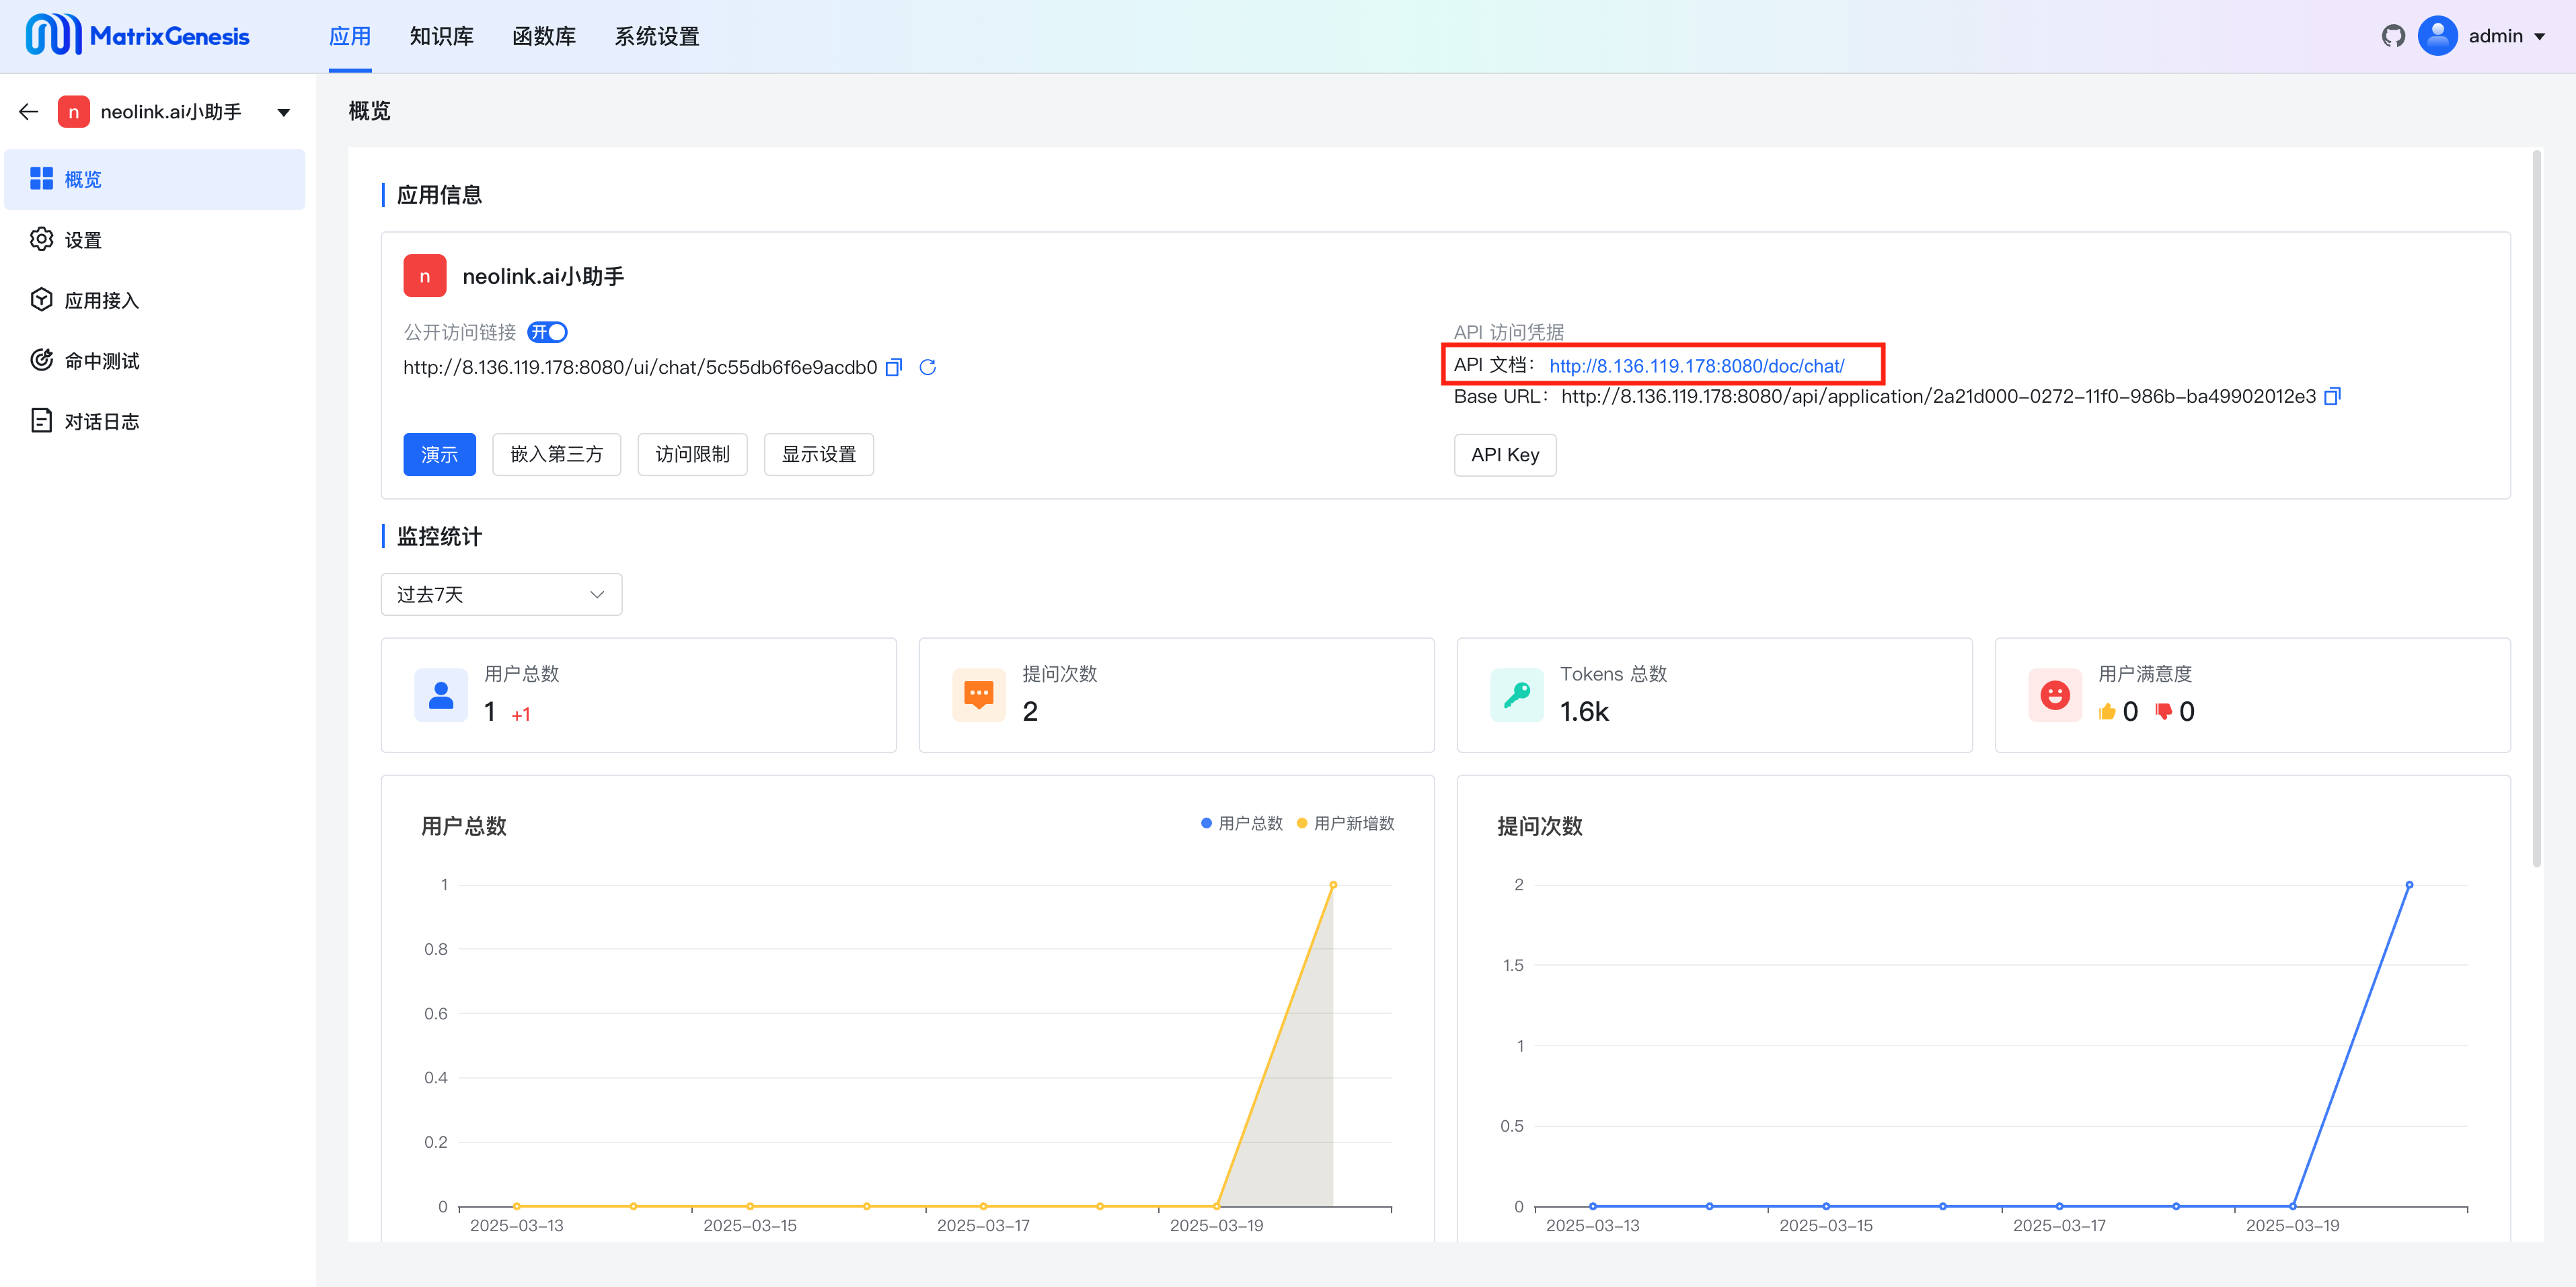 MatrixGenesis
应用 知识库 函数库 系统设置
admin
n neolink.ai小助手
概览
设置
应用接入
命中测试
对话日志
概览
应用信息
n neolink.ai小助手
公开访问链接 开
http://8.136.119.178:8080/ui/chat/5c55db6f6e9acdb0
演示 嵌入第三方 访问限制 显示设置
API 访问凭据
API 文档： http://8.136.119.178:8080/doc/chat/
Base URL： http://8.136.119.178:8080/api/application/2a21d000-0272-11f0-986b-ba49902012e3
API Key
监控统计
过去7天
用户总数
1 +1
提问次数
2
Tokens 总数
1.6k
用户满意度
0 0
用户总数
用户总数 用户新增数
1
0.8
0.6
0.4
0.2
0
2025-03-13 2025-03-15 2025-03-17 2025-03-19
提问次数
2
1.5
1
0.5
0
2025-03-13 2025-03-15 2025-03-17 2025-03-19